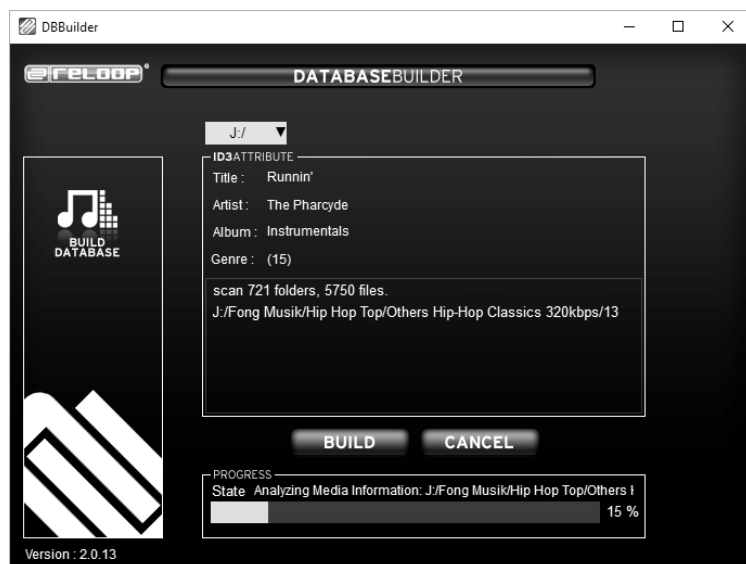 DBBuilder
reloop®
DATABASEBUILDER
J:/
ID3ATTRIBUTE
Title : Runnin'
Artist : The Pharcyde
Album : Instrumentals
Genre : (15)
BUILD
DATABASE
scan 721 folders, 5750 files.
J:/Fong Musik/Hip Hop Top/Others Hip-Hop Classics 320kbps/13
BUILD CANCEL
PROGRESS
State Analyzing Media Information: J:/Fong Musik/Hip Hop Top/Others
15 %
Version : 2.0.13